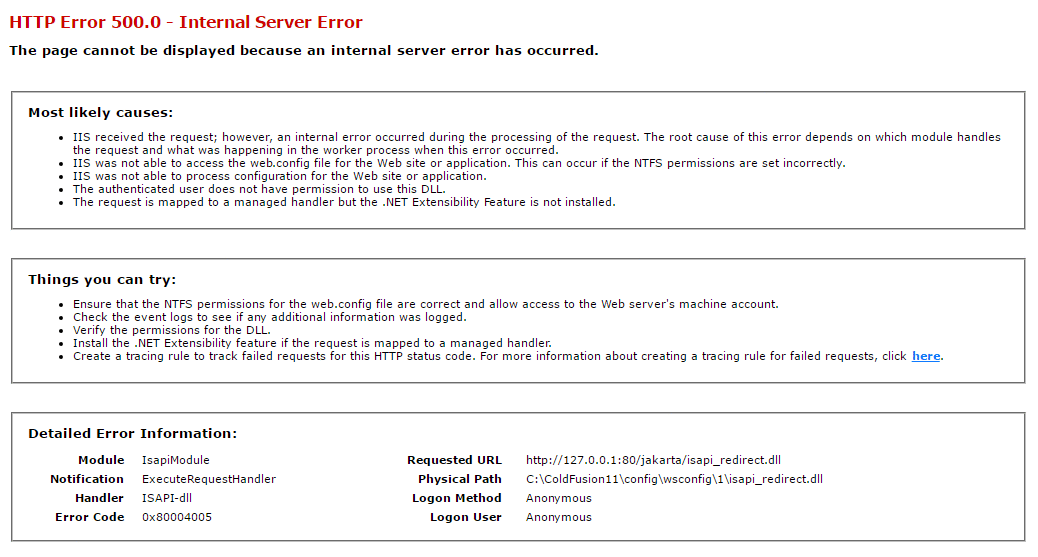 HTTP Error 500.0 - Internal Server Error
The page cannot be displayed because an internal server error has occurred.
Most likely causes:
• IIS received the request; however, an internal error occurred during the processing of the request. The root cause of this error depends on which module handles
the request and what was happening in the worker process when this error occurred.
• IIS was not able to access the web.config file for the Web site or application. This can occur if the NTFS permissions are set incorrectly.
• IIS was not able to process configuration for the Web site or application.
• The authenticated user does not have permission to use this DLL.
• The request is mapped to a managed handler but the .NET Extensibility Feature is not installed.
Things you can try:
• Ensure that the NTFS permissions for the web.config file are correct and allow access to the Web server's machine account.
• Check the event logs to see if any additional information was logged.
• Verify the permissions for the DLL.
• Install the .NET Extensibility feature if the request is mapped to a managed handler.
• Create a tracing rule to track failed requests for this HTTP status code. For more information about creating a tracing rule for failed requests, click here.
Detailed Error Information:
Module IsapiModule Requested URL http://127.0.0.1:80/jakarta/isapi_redirect.dll
Notification ExecuteRequestHandler Physical Path C:\ColdFusion11\config\wsconfig\1\isapi_redirect.dll
Handler ISAPI-dll Logon Method Anonymous
Error Code 0x80004005 Logon User Anonymous